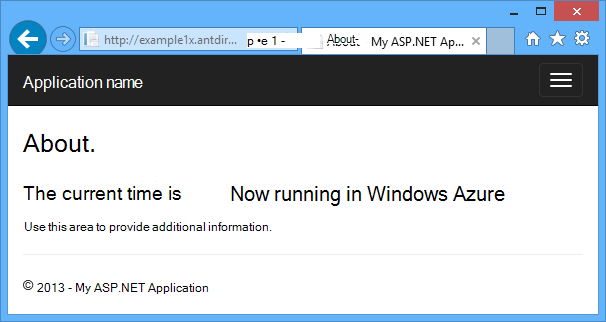 http://example1x.antdir... p •e 1 - About- My ASP.NET Ap...
Application name
About.
The current time is Now running in Windows Azure
Use this area to provide additional information.
© 2013 - My ASP.NET Application